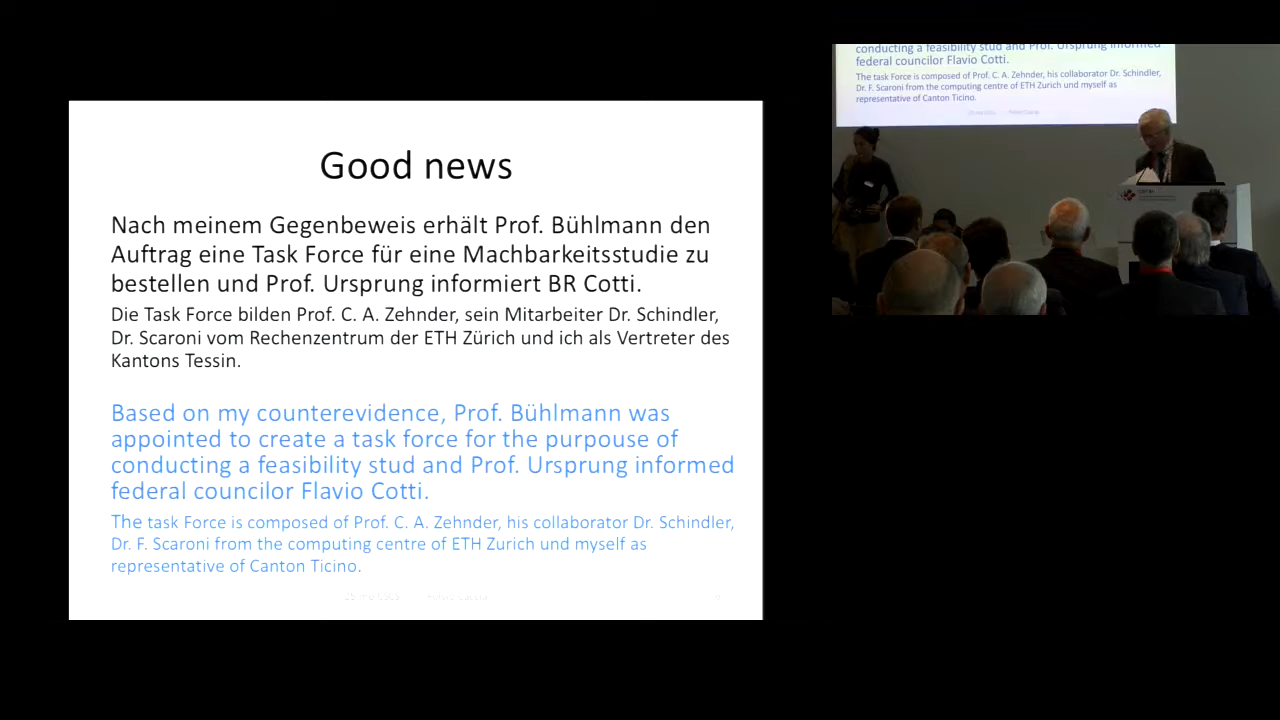 Good news
Nach meinem Gegenbeweis erhält Prof. Bühlmann den
Auftrag eine Task Force für eine Machbarkeitsstudie zu
bestellen und Prof. Ursprung informiert BR Cotti.
Die Task Force bilden Prof. C. A. Zehnder, sein Mitarbeiter Dr. Schindler,
Dr. Scaroni vom Rechenzentrum der ETH Zürich und ich als Vertreter des
Kantons Tessin.
Based on my counterevidence, Prof. Bühlmann was
appointed to create a task force for the purpouse of
conducting a feasibility stud and Prof. Ursprung informed
federal councilor Flavio Cotti.
The task Force is composed of Prof. C. A. Zehnder, his collaborator Dr. Schindler,
Dr. F. Scaroni from the computing centre of ETH Zurich und myself as
representative of Canton Ticino.
conducting a feasibility stud and Prof. Ursprung informed
federal councilor Flavio Cotti.
The task Force is composed of Prof. C. A. Zehnder, his collaborator Dr. Schindler,
Dr. F. Scaroni from the computing centre of ETH Zurich und myself as
representative of Canton Ticino.